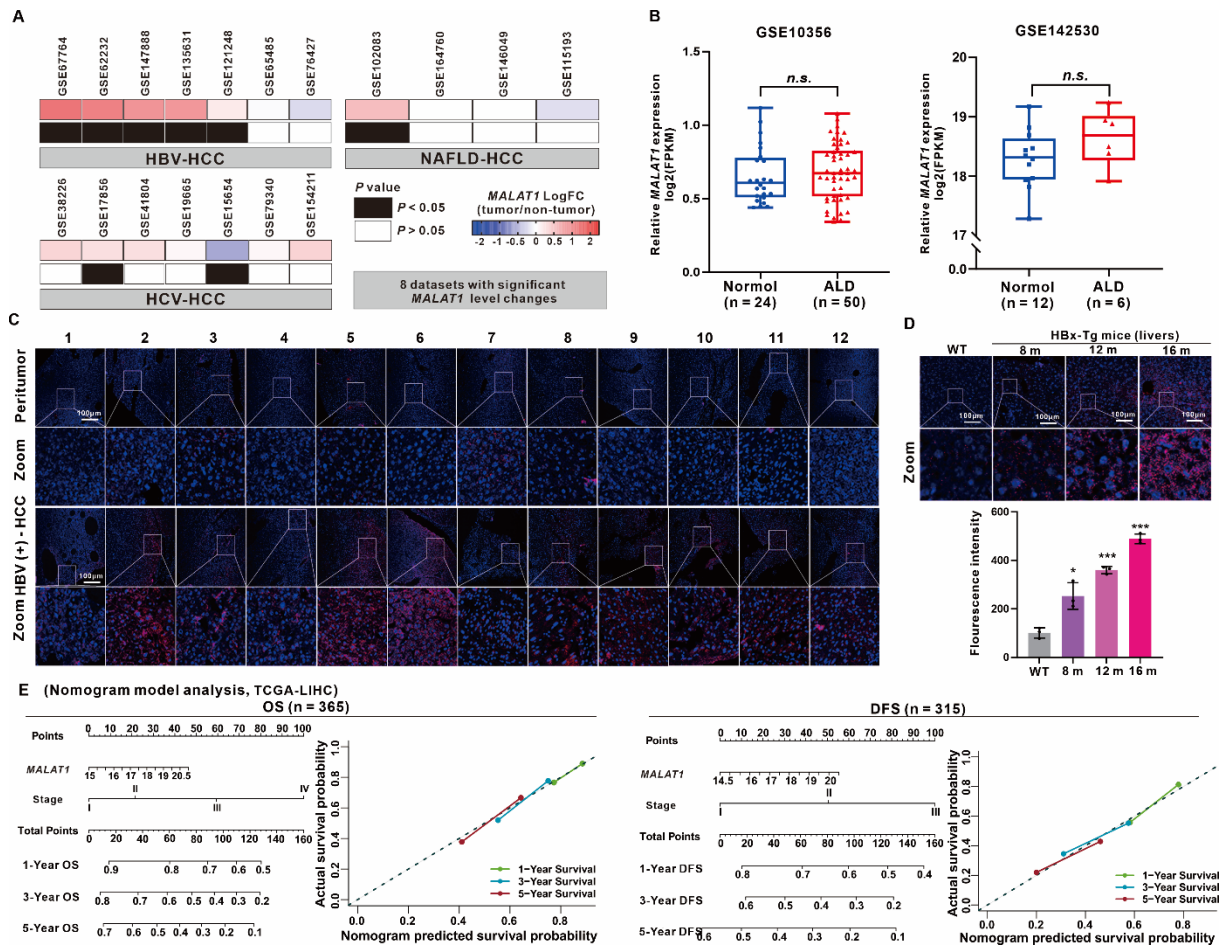 A
GSE67764
GSE62232
GSE147888
GSE135631
GSE121248
GSE65485
GSE76427
HBV-HCC
GSE102083
GSE164760
GSE146049
GSE115193
NAFLD-HCC
GSE38226
GSE17856
GSE41804
GSE19665
GSE15654
GSE79340
GSE154211
HCV-HCC
P value
P < 0.05
P > 0.05
MALAT1 LogFC
(tumor/non-tumor)
-2 -1 -0.5 0 0.5 1 2
8 datasets with significant
MALAT1 level changes
B
GSE10356
n.s.
Relative MALAT1 expression
log2(FPKM)
1.5
1.0
0.5
0.0
Normol
(n = 24)
ALD
(n = 50)
GSE142530
n.s.
Relative MALAT1 expression
log2(FPKM)
20
19
18
17
0.0
Normol
(n = 12)
ALD
(n = 6)
C
1 2 3 4 5 6 7 8 9 10 11 12
Peritumor
100μm
Zoom
HBV (+) - HCC
100μm
Zoom
D
HBx-Tg mice (livers)
WT 8 m 12 m 16 m
100μm 100μm 100μm 100μm
Zoom
Flourescence intensity
600
400
200
0
* *** ***
WT 8 m 12 m 16 m
E (Nomogram model analysis, TCGA-LIHC)
OS (n = 365)
0 10 20 30 40 50 60 70 80 90 100
Points
MALAT1
15 16 17 18 19 20.5
II IV
Stage
I III
Total Points
0 20 40 60 80 100 120 140 160
1-Year OS
0.9 0.8 0.7 0.6 0.5
3-Year OS
0.8 0.7 0.6 0.5 0.4 0.3 0.2
5-Year OS
0.7 0.6 0.5 0.4 0.3 0.2 0.1
Actual survival probability
1.0
0.8
0.6
0.4
0.2
0.0
1-Year Survival
3-Year Survival
5-Year Survival
0.0 0.2 0.4 0.6 0.8
Nomogram predicted survival probability
DFS (n = 315)
0 10 20 30 40 50 60 70 80 90 100
Points
MALAT1
14.5 16 17 18 19 20
II
Stage
I III
Total Points
0 20 40 60 80 100 120 140 160
1-Year DFS
0.8 0.7 0.6 0.5 0.4
3-Year DFS
0.6 0.5 0.4 0.3 0.2
5-Year DFS
0.6 0.5 0.4 0.3 0.2 0.1
Actual survival probability
1.0
0.8
0.6
0.4
0.2
0.0
1-Year Survival
3-Year Survival
5-Year Survival
0.0 0.2 0.4 0.6 0.8
Nomogram predicted survival probability